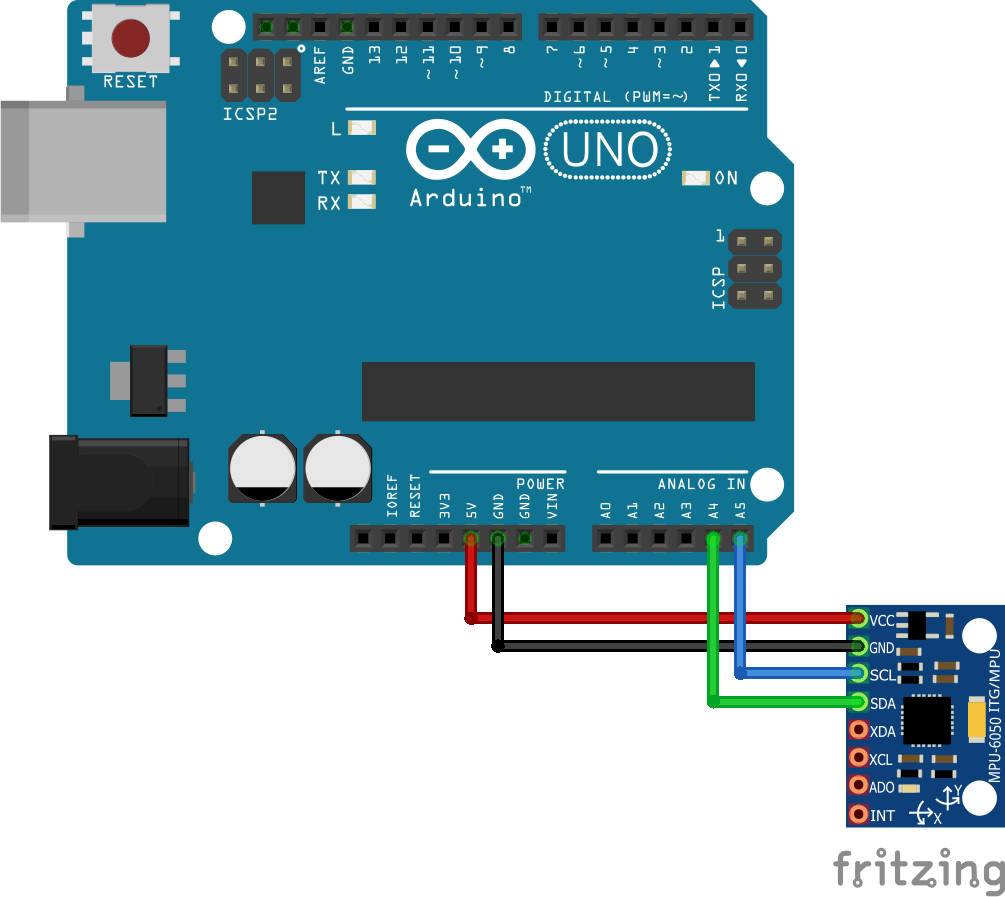 RESET
AREF
GND
13
12
~11
~10
~9
8
7
~6
~5
4
~3
2
TX0▶1
RX0◀0
ICSP2
DIGITAL (PWM=~)
L
TX
RX
Arduino™
UNO
ON
1
ICSP
IOREF
RESET
3V3
5V
GND
GND
VIN
POWER
ANALOG IN
A0
A1
A2
A3
A4
A5
VCC
GND
SCL
SDA
XDA
XCL
ADO
INT
MPU-6050 ITG/MPU
Y
X
fritzing